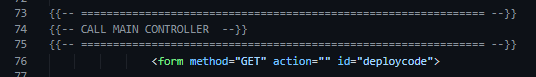 73 {{-- ============================================================== --}}
74 {{-- CALL MAIN CONTROLLER  --}}
75 {{-- ============================================================== --}}
76 <form method="GET" action="" id="deploycode">